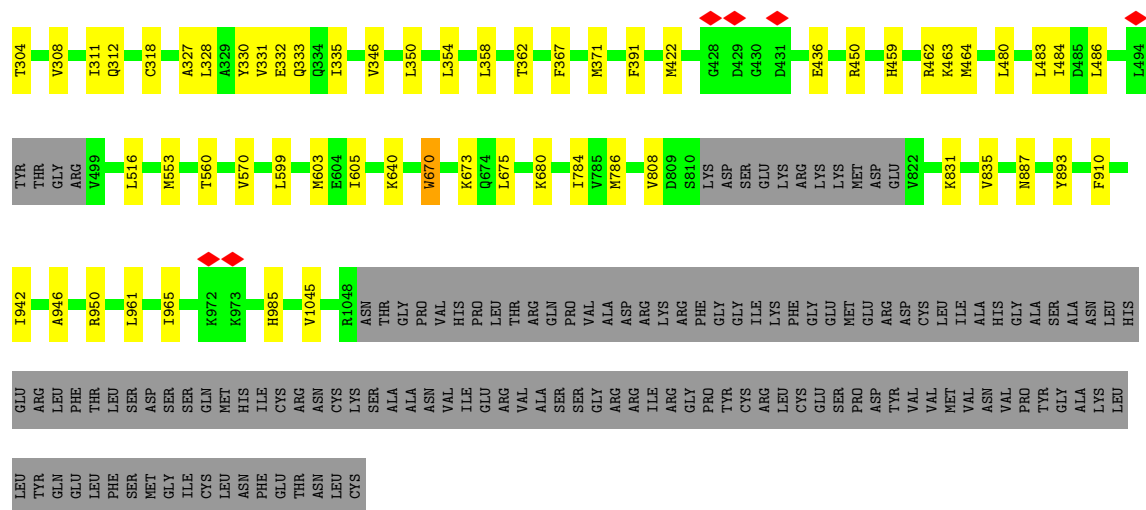 T304 V308 I311 Q312 C318 A327 L328 A329 Y330 V331 E332 Q333 Q334 I335 V346 L350 L354 L358 T362 F367 M371 F391 M422 G428 D429 G430 D431 E436 R450 H459 R462 K463 M464 L480 L483 I484 D485 L486 L494
TYR THR GLY ARG V499 L516 M553 T560 V570 L599 M603 E604 I605 K640 W670 K673 Q674 L675 K680 I784 V785 M786 V808 D809 S810 LYS ASP SER GLU LYS ARG LYS LYS MET ASP GLU V822 K831 V835 N887 Y893 F910
I942 A946 R950 L961 I965 K972 K973 H985 V1045 R1048 ASN THR GLY PRO VAL HIS PRO LEU THR ARG GLN PRO VAL ALA ASP ARG LYS ARG PHE GLY GLY ILE LYS PHE GLY GLU MET GLU ARG ASP CYS LEU ILE ALA HIS GLY ALA SER ALA ASN LEU HIS
GLU ARG LEU PHE THR LEU SER ASP SER SER GLN MET HIS ILE CYS ARG ASN CYS LYS SER ALA ALA ASN VAL ILE GLU ARG VAL ALA SER SER GLY ARG ARG ILE ARG GLY PRO TYR CYS ARG LEU CYS GLU SER PRO ASP TYR VAL VAL MET VAL ASN VAL PRO TYR GLY ALA LYS LEU
LEU TYR GLN GLU LEU PHE SER MET GLY ILE CYS LEU ASN PHE GLU THR ASN LEU CYS